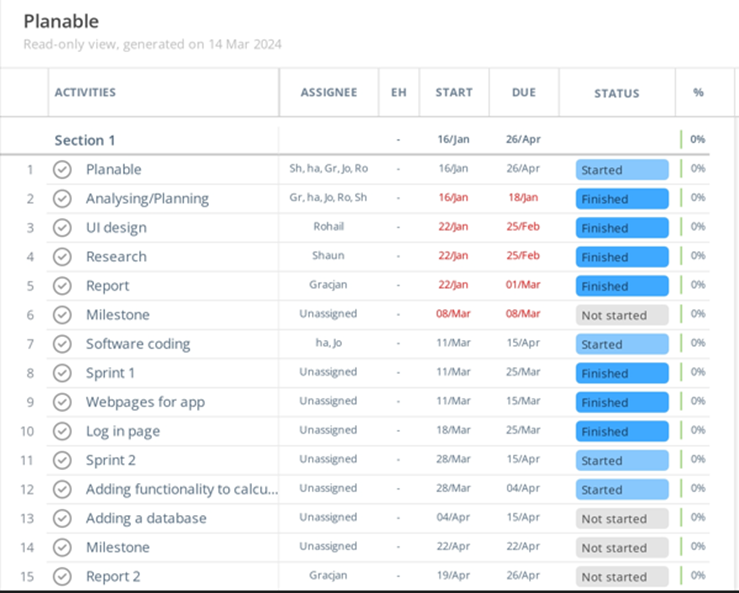 Planable
Read-only view, generated on 14 Mar 2024
ACTIVITIES ASSIGNEE EH START DUE STATUS %
Section 1 - 16/Jan 26/Apr 0%
1 Planable Sh, ha, Gr, Jo, Ro - 16/Jan 26/Apr Started 0%
2 Analysing/Planning Gr, ha, Jo, Ro, Sh - 16/Jan 18/Jan Finished 0%
3 UI design Rohail - 22/Jan 25/Feb Finished 0%
4 Research Shaun - 22/Jan 25/Feb Finished 0%
5 Report Gracjan - 22/Jan 01/Mar Finished 0%
6 Milestone Unassigned - 08/Mar 08/Mar Not started 0%
7 Software coding ha, Jo - 11/Mar 15/Apr Started 0%
8 Sprint 1 Unassigned - 11/Mar 25/Mar Finished 0%
9 Webpages for app Unassigned - 11/Mar 15/Mar Finished 0%
10 Log in page Unassigned - 18/Mar 25/Mar Finished 0%
11 Sprint 2 Unassigned - 28/Mar 15/Apr Started 0%
12 Adding functionality to calcu... Unassigned - 28/Mar 04/Apr Started 0%
13 Adding a database Unassigned - 04/Apr 15/Apr Not started 0%
14 Milestone Unassigned - 22/Apr 22/Apr Not started 0%
15 Report 2 Gracjan - 19/Apr 26/Apr Not started 0%